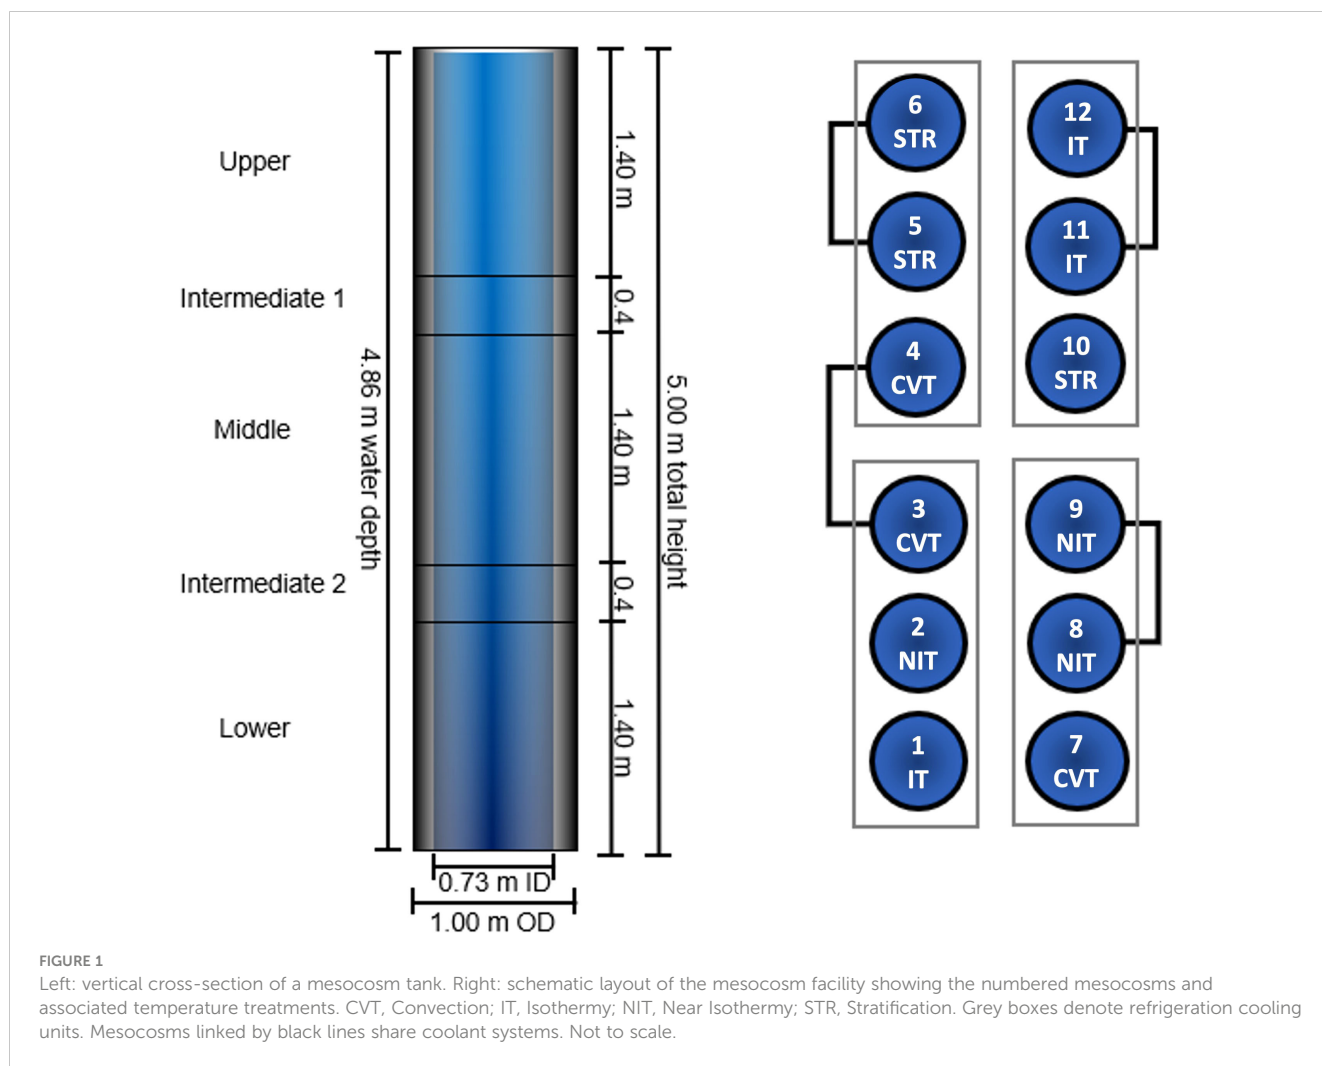 Upper
Intermediate 1
Middle
Intermediate 2
Lower
4.86 m water depth
1.40 m
0.4
1.40 m
0.4
1.40 m
5.00 m total height
0.73 m ID
1.00 m OD
6
STR
5
STR
4
CVT
3
CVT
2
NIT
1
IT
12
IT
11
IT
10
STR
9
NIT
8
NIT
7
CVT
FIGURE 1
Left: vertical cross-section of a mesocosm tank. Right: schematic layout of the mesocosm facility showing the numbered mesocosms and
associated temperature treatments. CVT, Convection; IT, Isothermy; NIT, Near Isothermy; STR, Stratification. Grey boxes denote refrigeration cooling
units. Mesocosms linked by black lines share coolant systems. Not to scale.